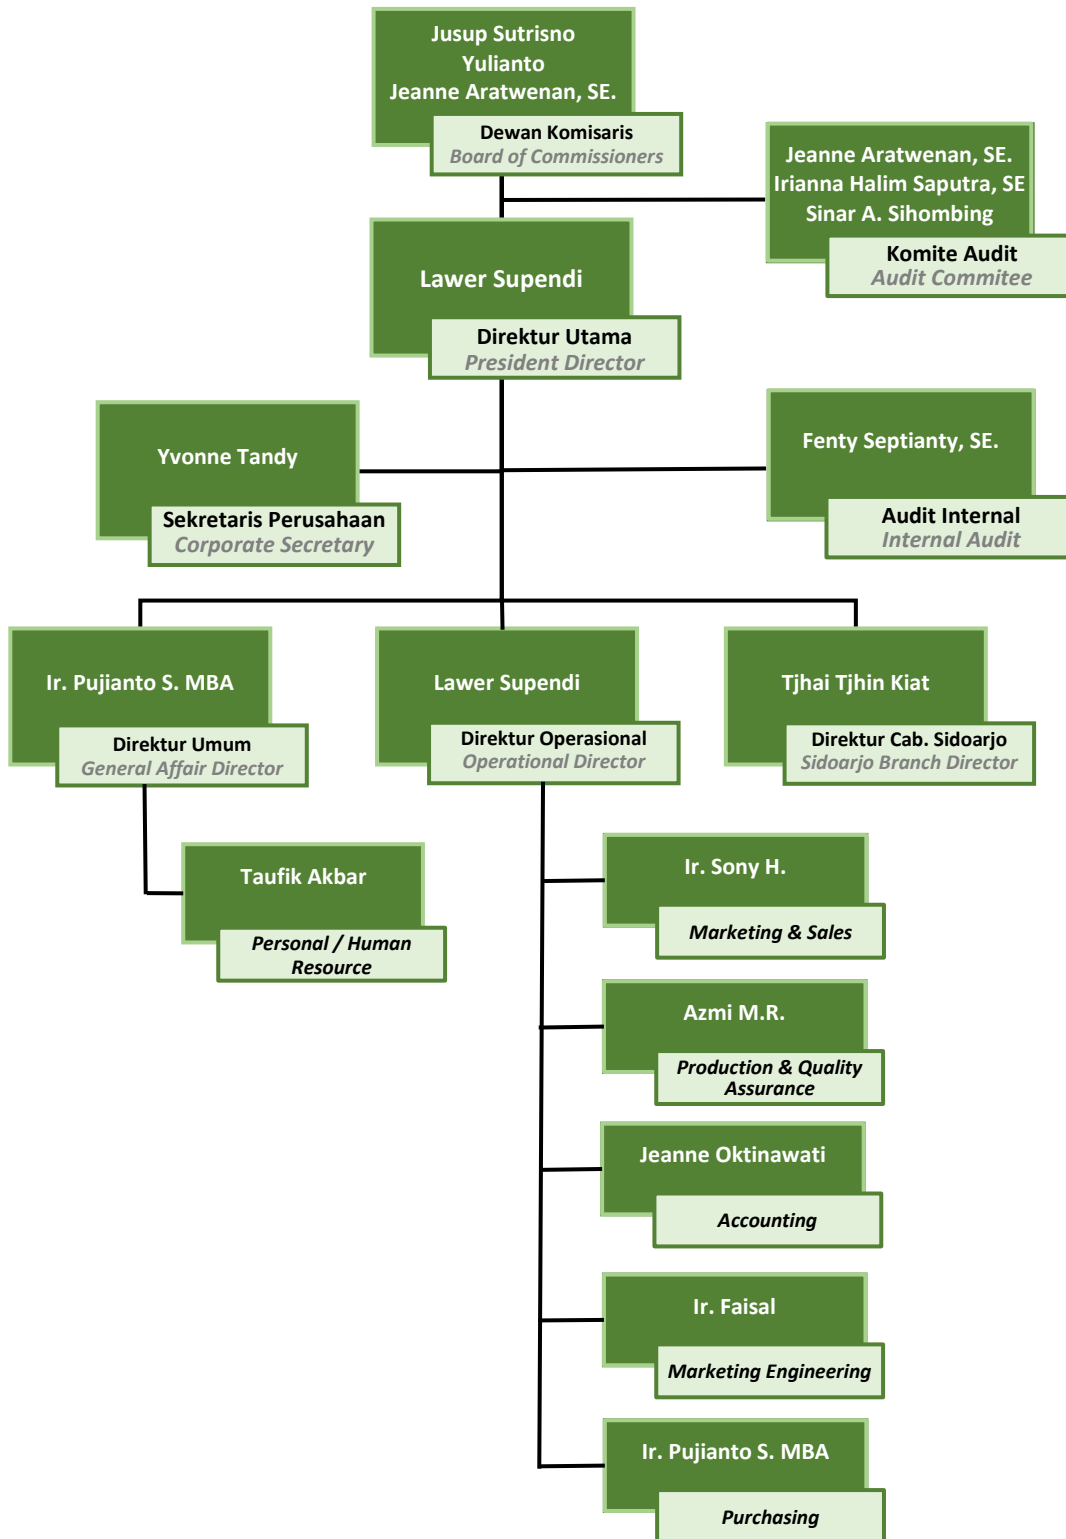 Jusup Sutrisno
Yulianto
Jeanne Aratwenan, SE.
Dewan Komisaris
Board of Commissioners
Jeanne Aratwenan, SE.
Irianna Halim Saputra, SE
Sinar A. Sihombing
Komite Audit
Audit Commitee
Lawer Supendi
Direktur Utama
President Director
Yvonne Tandy
Sekretaris Perusahaan
Corporate Secretary
Fenty Septianty, SE.
Audit Internal
Internal Audit
Ir. Pujianto S. MBA
Direktur Umum
General Affair Director
Lawer Supendi
Direktur Operasional
Operational Director
Tjhai Tjhin Kiat
Direktur Cab. Sidoarjo
Sidoarjo Branch Director
Taufik Akbar
Personal / Human
Resource
Ir. Sony H.
Marketing & Sales
Azmi M.R.
Production & Quality
Assurance
Jeanne Oktinawati
Accounting
Ir. Faisal
Marketing Engineering
Ir. Pujianto S. MBA
Purchasing